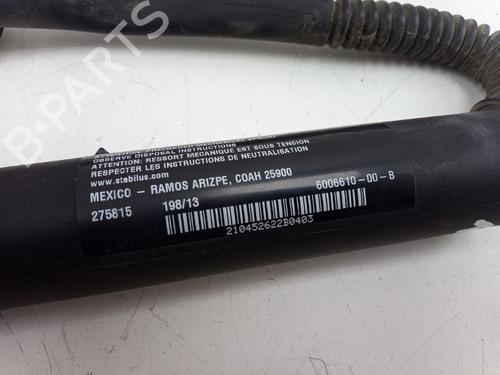 B-PARTS
OBSERVE DISPOSAL INSTRUCTIONS
ATTENTION: RESSORT MECANIQUE EST SOUS TENSION
RESPECTER LES INSTRUCTIONS DE NEUTRALISATION
www.stabilus.com
MEXICO - RAMOS ARIZPE, COAH 25900
275815 198/13 6006610-00-B
210452622B0403